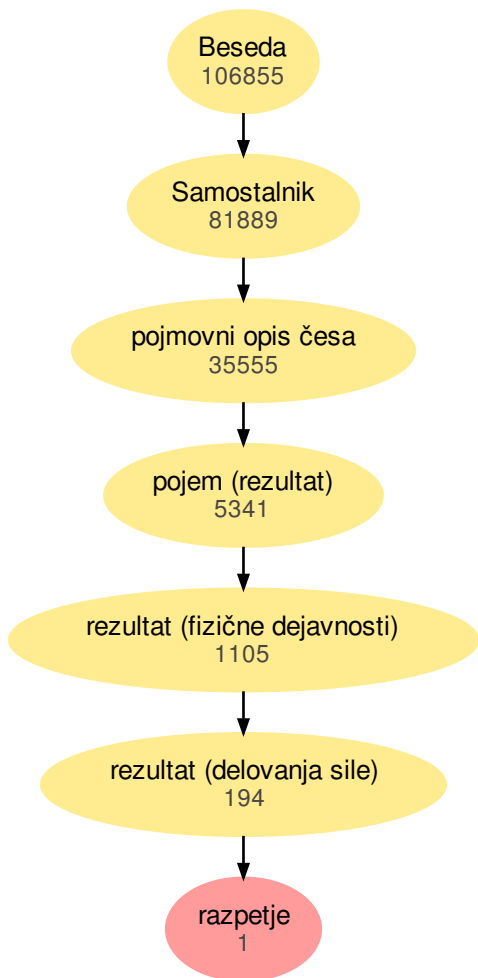 Beseda
106855
Samostalnik
81889
pojmovni opis česa
35555
pojem (rezultat)
5341
rezultat (fizične dejavnosti)
1105
rezultat (delovanja sile)
194
razpetje
1